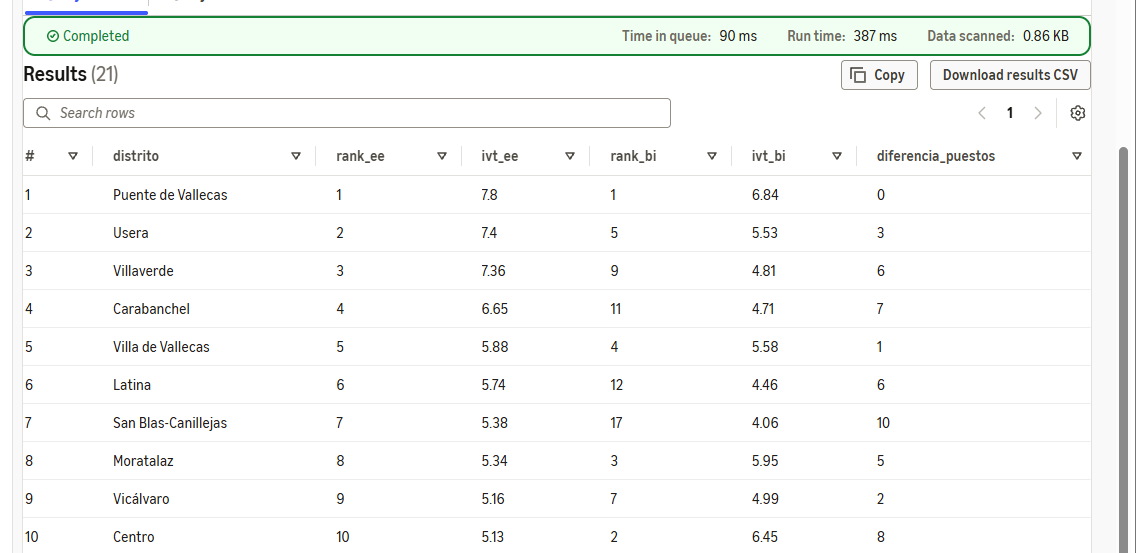 Completed Time in queue: 90 ms Run time: 387 ms Data scanned: 0.86 KB
Results (21) Copy Download results CSV
Search rows 1
# distrito rank_ee ivt_ee rank_bi ivt_bi diferencia_puestos
1 Puente de Vallecas 1 7.8 1 6.84 0
2 Usera 2 7.4 5 5.53 3
3 Villaverde 3 7.36 9 4.81 6
4 Carabanchel 4 6.65 11 4.71 7
5 Villa de Vallecas 5 5.88 4 5.58 1
6 Latina 6 5.74 12 4.46 6
7 San Blas-Canillejas 7 5.38 17 4.06 10
8 Moratalaz 8 5.34 3 5.95 5
9 Vicálvaro 9 5.16 7 4.99 2
10 Centro 10 5.13 2 6.45 8